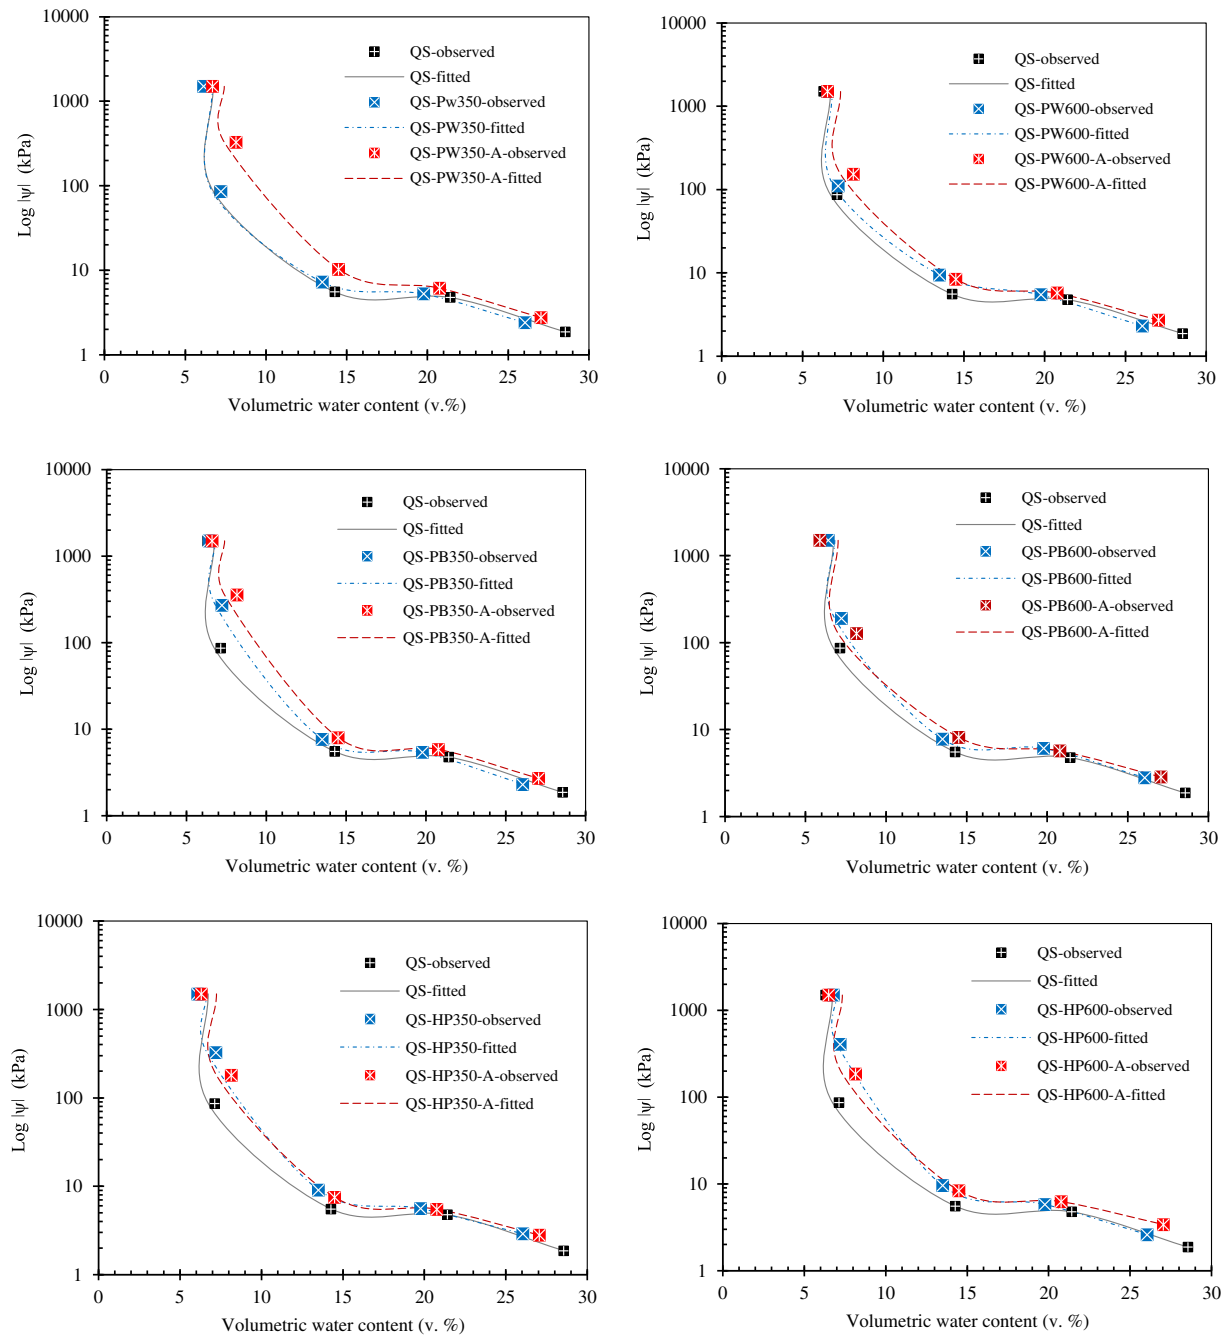 10000
1000
100
10
1
0
5
10
15
20
25
30
Log |ψ| (kPa)
Volumetric water content (v.%)
QS-observed
QS-fitted
QS-Pw350-observed
QS-PW350-fitted
QS-PW350-A-observed
QS-PW350-A-fitted
10000
1000
100
10
1
0
5
10
15
20
25
30
Log |ψ| (kPa)
Volumetric water content (v. %)
QS-observed
QS-fitted
QS-PW600-observed
QS-PW600-fitted
QS-PW600-A-observed
QS-PW600-A-fitted
10000
1000
100
10
1
0
5
10
15
20
25
30
Log |ψ| (kPa)
Volumetric water content (v. %)
QS-observed
QS-fitted
QS-PB350-observed
QS-PB350-fitted
QS-PB350-A-observed
QS-PB350-A-fitted
10000
1000
100
10
1
0
5
10
15
20
25
30
Log |ψ| (kPa)
Volumetric water content (v. %)
QS-observed
QS-fitted
QS-PB600-observed
QS-PB600-fitted
QS-PB600-A-observed
QS-PB600-A-fitted
10000
1000
100
10
1
0
5
10
15
20
25
30
Log |ψ| (kPa)
Volumetric water content (v. %)
QS-observed
QS-fitted
QS-HP350-observed
QS-HP350-fitted
QS-HP350-A-observed
QS-HP350-A-fitted
10000
1000
100
10
1
0
5
10
15
20
25
30
Log |ψ| (kPa)
Volumetric water content (v. %)
QS-observed
QS-fitted
QS-HP600-observed
QS-HP600-fitted
QS-HP600-A-observed
QS-HP600-A-fitted